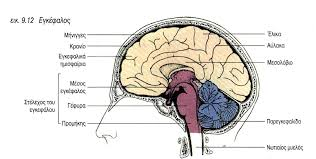 εικ. 9.12 Εγκέφαλος
Μήνιγγες
Κρανίο
Εγκεφαλικά
ημισφαίρια
Μέσος
εγκέφαλος
Στέλεχος του
εγκεφάλου
Γέφυρα
Προμήκης
Έλικα
Αύλακα
Μεσολόβιο
Παρεγκεφαλίδα
Νωτιαίος μυελός